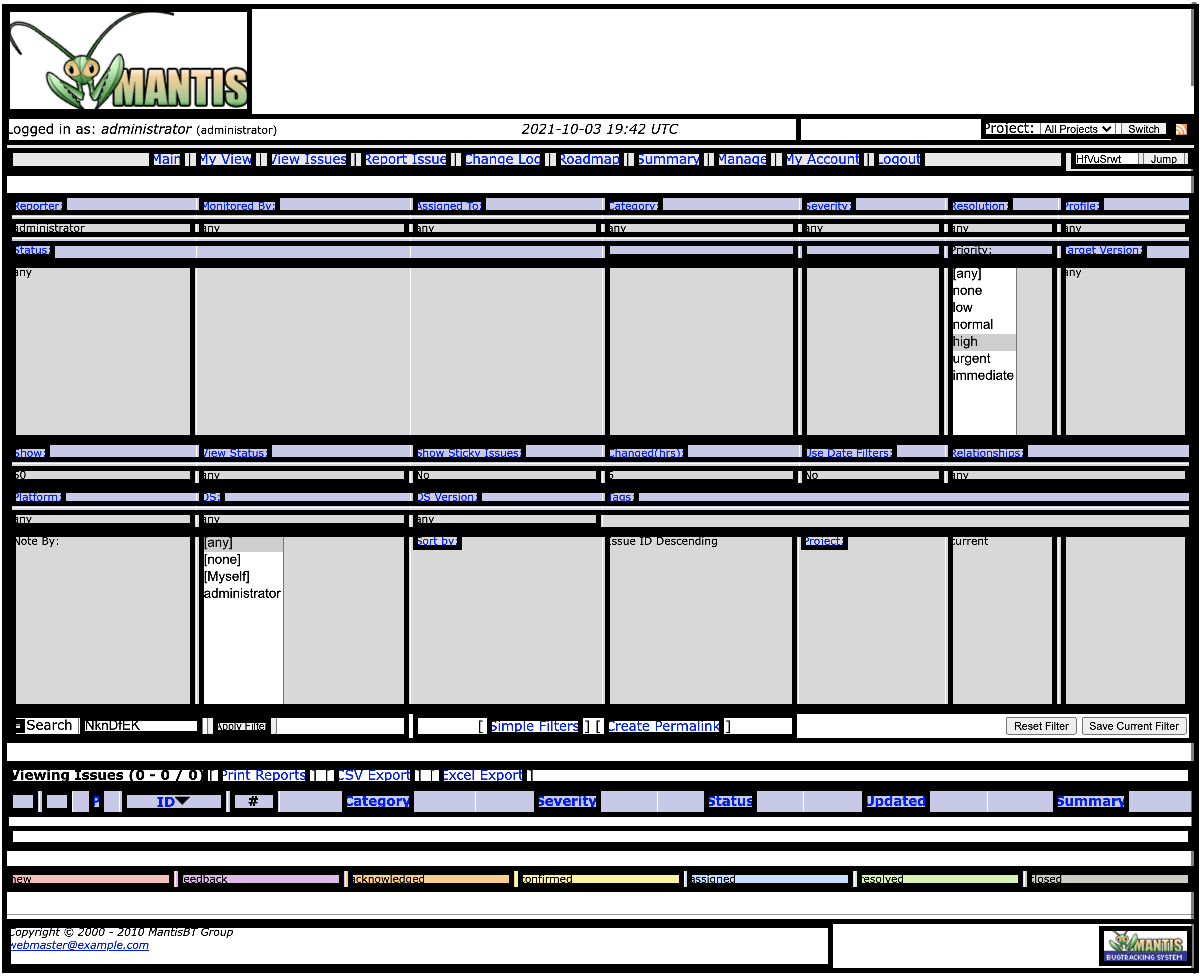 MANTIS
Logged in as: administrator (administrator) 2021-10-03 19:42 UTC Project: All Projects Switch
Main | My View | View Issues | Report Issue | Change Log | Roadmap | Summary | Manage | My Account | Logout HfVuSrwt Jump
Reporter: Monitored By: Assigned To: Category: Severity: Resolution: Profile:
administrator any any any any any any
Status: Priority: Target Version:
any [any] any
none
low
normal
high
urgent
immediate
Show: View Status: Show Sticky Issues: Changed(hrs): Use Date Filters: Relationships:
50 any No 6 No any
Platform: OS: OS Version: Tags:
any any any
Note By: [any] Sort by: Issue ID Descending Project: current
[none]
[Myself]
administrator
Search NknDfEK Apply Filter [ Simple Filters ] [ Create Permalink ] Reset Filter Save Current Filter
Viewing Issues (0 - 0 / 0) [ Print Reports ] [ CSV Export ] [ Excel Export ]
P ID # Category Severity Status Updated Summary
new feedback acknowledged confirmed assigned resolved closed
Copyright © 2000 - 2010 MantisBT Group
webmaster@example.com
MANTIS
BUGTRACKING SYSTEM